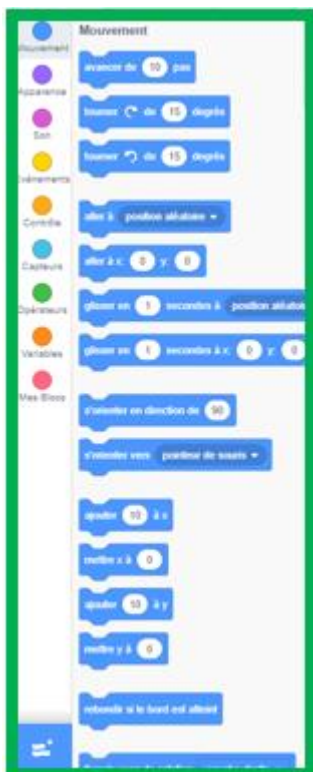 Mouvement
Mouvement
avancer de 10 pas
Apparence
tourner de 15 degrés
Son
tourner de 15 degrés
Événements
aller à position aléatoire
Contrôle
aller à x: 0 y: 0
Capteurs
glisser en 1 secondes à position aléatoire
Opérateurs
glisser en 1 secondes à x: 0 y: 0
Variables
Mes Blocs
s'orienter en direction de 90
s'orienter vers pointeur de souris
ajouter 10 à x
mettre x à 0
ajouter 10 à y
mettre y à 0
rebondir si le bord est atteint